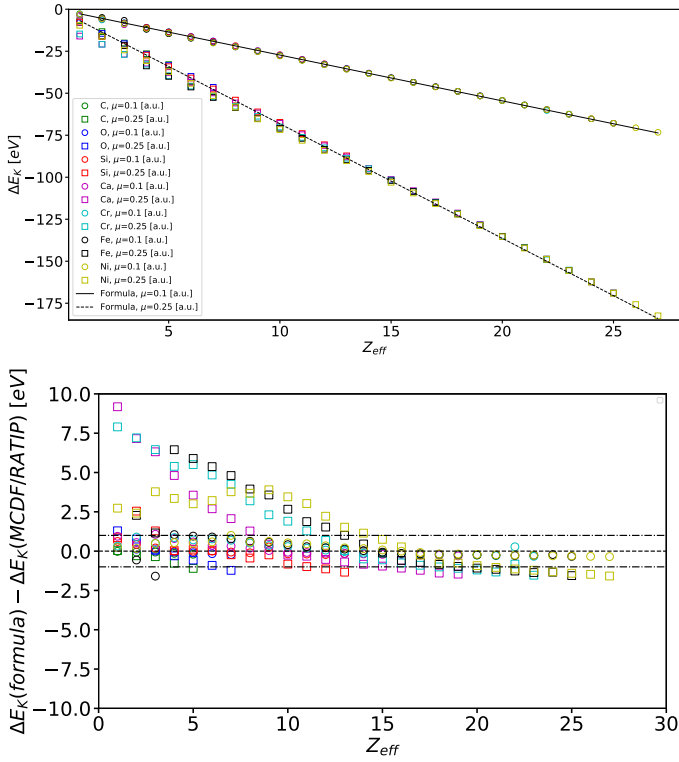 0
−25
−50
−75
−100
−125
−150
−175
ΔE_K [eV]
C, μ=0.1 [a.u.]
C, μ=0.25 [a.u.]
O, μ=0.1 [a.u.]
O, μ=0.25 [a.u.]
Si, μ=0.1 [a.u.]
Si, μ=0.25 [a.u.]
Ca, μ=0.1 [a.u.]
Ca, μ=0.25 [a.u.]
Cr, μ=0.1 [a.u.]
Cr, μ=0.25 [a.u.]
Fe, μ=0.1 [a.u.]
Fe, μ=0.25 [a.u.]
Ni, μ=0.1 [a.u.]
Ni, μ=0.25 [a.u.]
Formula, μ=0.1 [a.u.]
Formula, μ=0.25 [a.u.]
5 10 15 20 25
Z_eff
10.0
7.5
5.0
2.5
0.0
−2.5
−5.0
−7.5
−10.0
ΔE_K(formula) − ΔE_K(MCDF/RATIP) [eV]
0 5 10 15 20 25 30
Z_eff